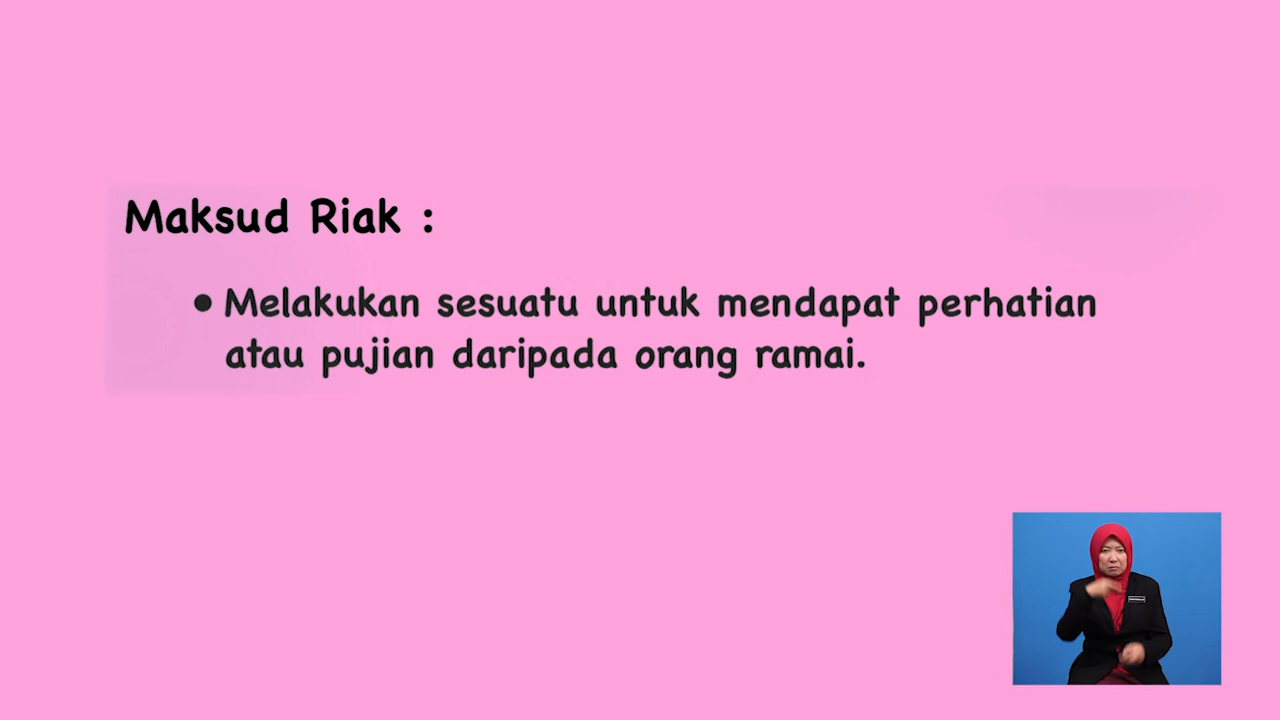 Maksud Riak :
• Melakukan sesuatu untuk mendapat perhatian
atau pujian daripada orang ramai.